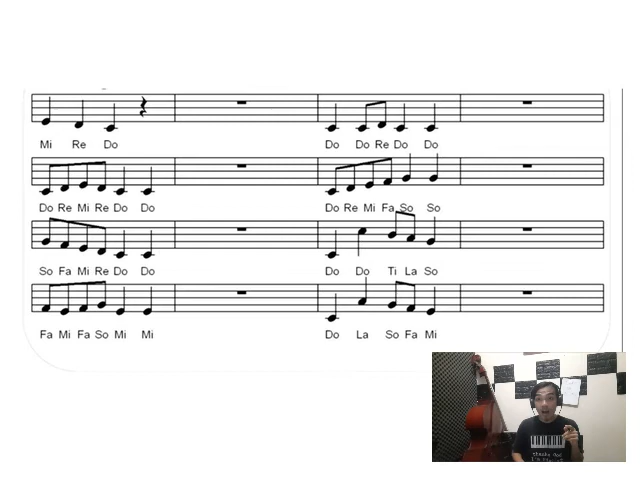 Mi Re Do Do Do Re Do Do
Do Re Mi Re Do Do Do Re Mi Fa So So
So Fa Mi Re Do Do Do Do Ti La So
Fa Mi Fa So Mi Mi Do La So Fa Mi
thanks God